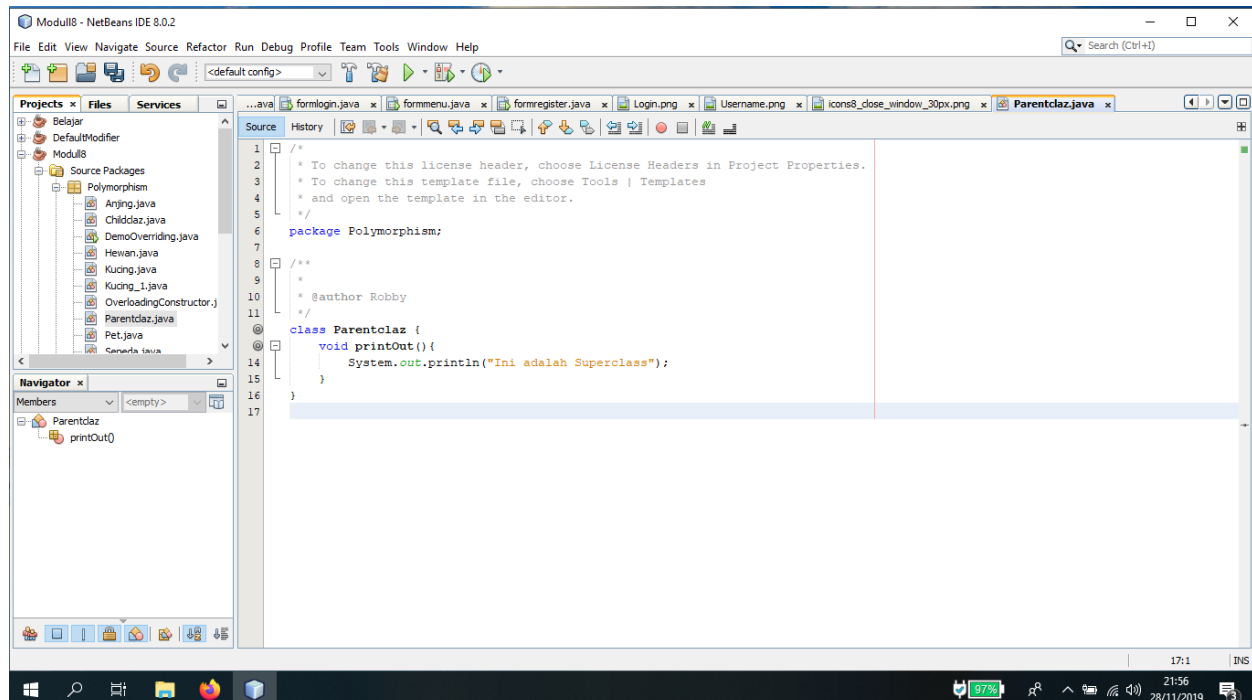 Modull8 - NetBeans IDE 8.0.2
File Edit View Navigate Source Refactor Run Debug Profile Team Tools Window Help
Search (Ctrl+I)
<default config>
Projects Files Services
...ava formlogin.java formmenu.java formregister.java Login.png Username.png icons8_close_window_30px.png Parentclaz.java
Belajar
DefaultModifier
Modull8
Source Packages
Polymorphism
Anjing.java
Childclaz.java
DemoOverriding.java
Hewan.java
Kucing.java
Kucing_1.java
OverloadingConstructor.j
Parentclaz.java
Pet.java
Sepeda.java
Navigator
Members <empty>
Parentclaz
printOut()
Source History
1 /*
2 * To change this license header, choose License Headers in Project Properties.
3 * To change this template file, choose Tools | Templates
4 * and open the template in the editor.
5 */
6 package Polymorphism;
7
8 /**
9 *
10 * @author Robby
11 */
class Parentclaz {
void printOut(){
14 System.out.println("Ini adalah Superclass");
15 }
16 }
17
17:1 INS
97%
21:56
28/11/2019
3